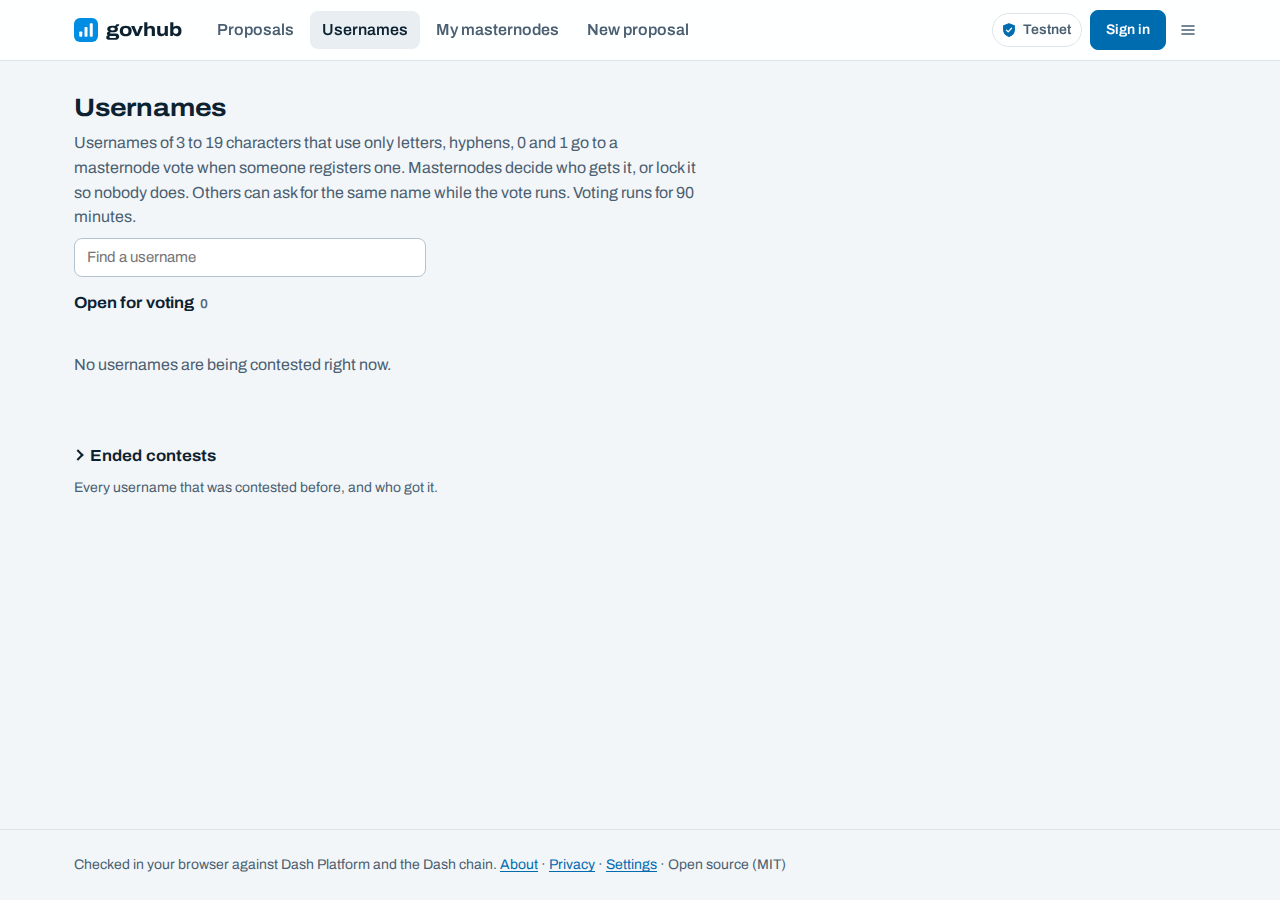 govhub
Proposals
Usernames
My masternodes
New proposal
Testnet
Sign in
Usernames
Usernames of 3 to 19 characters that use only letters, hyphens, 0 and 1 go to a
masternode vote when someone registers one. Masternodes decide who gets it, or lock it
so nobody does. Others can ask for the same name while the vote runs. Voting runs for 90
minutes.
Find a username
Open for voting 0
No usernames are being contested right now.
Ended contests
Every username that was contested before, and who got it.
Checked in your browser against Dash Platform and the Dash chain. About · Privacy · Settings · Open source (MIT)